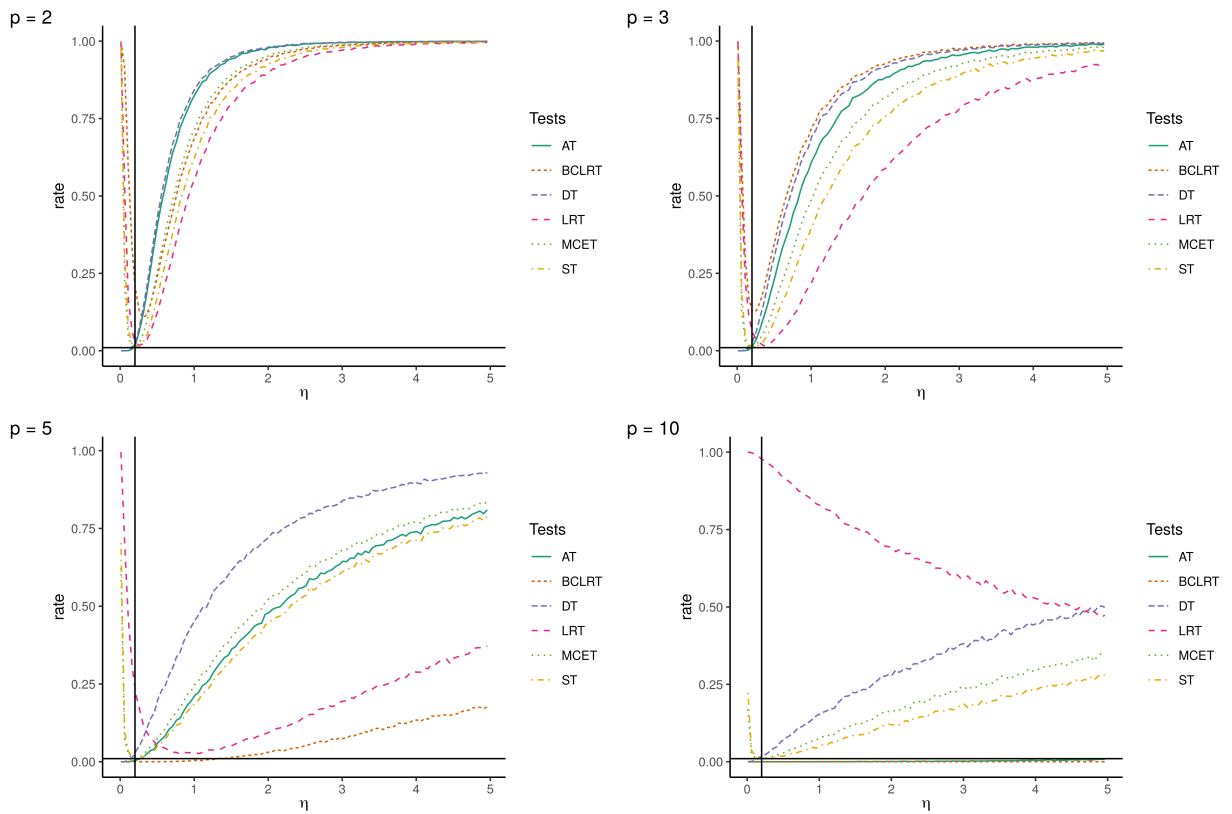 p = 2
1.00
0.75
0.50
0.25
0.00
rate
0 1 2 3 4 5
η
Tests
AT
BCLRT
DT
LRT
MCET
ST
p = 3
1.00
0.75
0.50
0.25
0.00
rate
0 1 2 3 4 5
η
Tests
AT
BCLRT
DT
LRT
MCET
ST
p = 5
1.00
0.75
0.50
0.25
0.00
rate
0 1 2 3 4 5
η
Tests
AT
BCLRT
DT
LRT
MCET
ST
p = 10
1.00
0.75
0.50
0.25
0.00
rate
0 1 2 3 4 5
η
Tests
AT
BCLRT
DT
LRT
MCET
ST